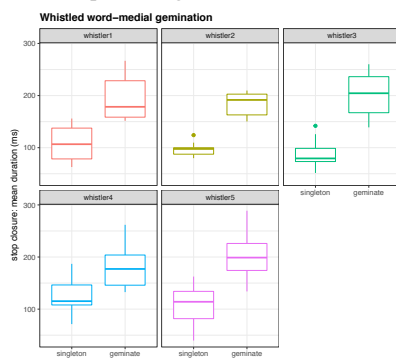 Whistled word-medial gemination
whistler1 whistler2 whistler3
300
200
100
singleton geminate
whistler4 whistler5
300
200
100
singleton geminate singleton geminate
stop closure: mean duration (ms)